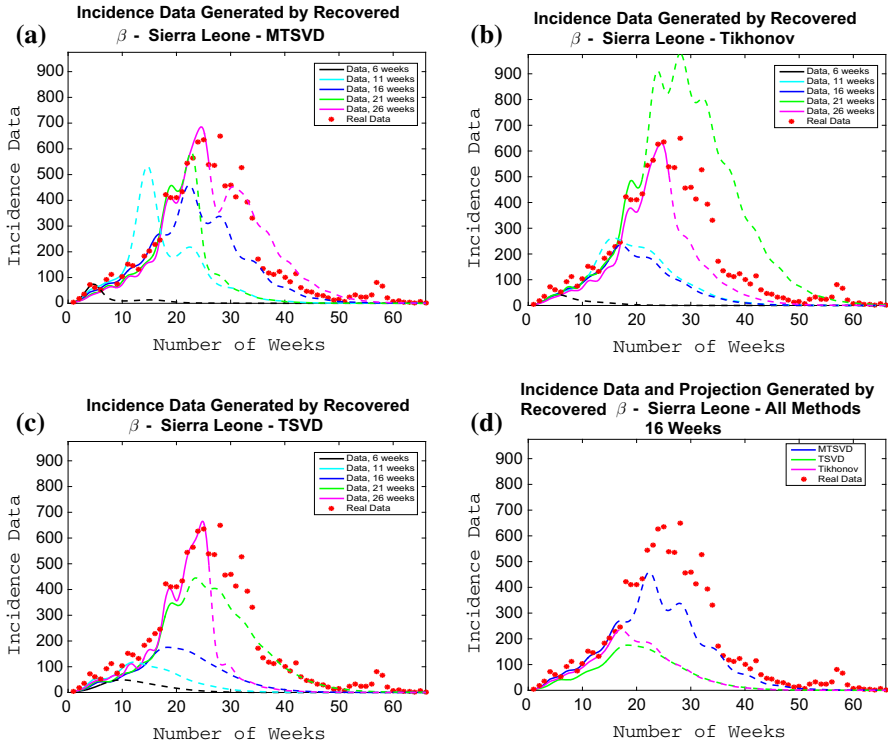 Incidence Data Generated by Recovered
(a)
β - Sierra Leone - MTSVD
900
800
700
600
500
400
300
200
100
0
0
10
20
30
40
50
60
Incidence Data
Number of Weeks
Data, 6 weeks
Data, 11 weeks
Data, 16 weeks
Data, 21 weeks
Data, 26 weeks
Real Data
Incidence Data Generated by Recovered
(b)
β - Sierra Leone - Tikhonov
900
800
700
600
500
400
300
200
100
0
0
10
20
30
40
50
60
Incidence Data
Number of Weeks
Data, 6 weeks
Data, 11 weeks
Data, 16 weeks
Data, 21 weeks
Data, 26 weeks
Real Data
Incidence Data Generated by Recovered
(c)
β - Sierra Leone - TSVD
900
800
700
600
500
400
300
200
100
0
0
10
20
30
40
50
60
Incidence Data
Number of Weeks
Data, 6 weeks
Data, 11 weeks
Data, 16 weeks
Data, 21 weeks
Data, 26 weeks
Real Data
Incidence Data and Projection Generated by
(d)
Recovered β - Sierra Leone - All Methods
16 Weeks
900
800
700
600
500
400
300
200
100
0
0
10
20
30
40
50
60
Incidence Data
Number of Weeks
MTSVD
TSVD
Tikhonov
Real Data